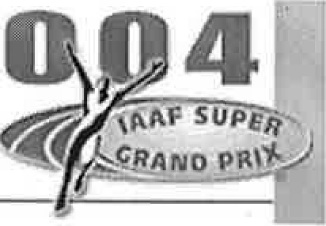 004
IAAF SUPER
GRAND PRIX